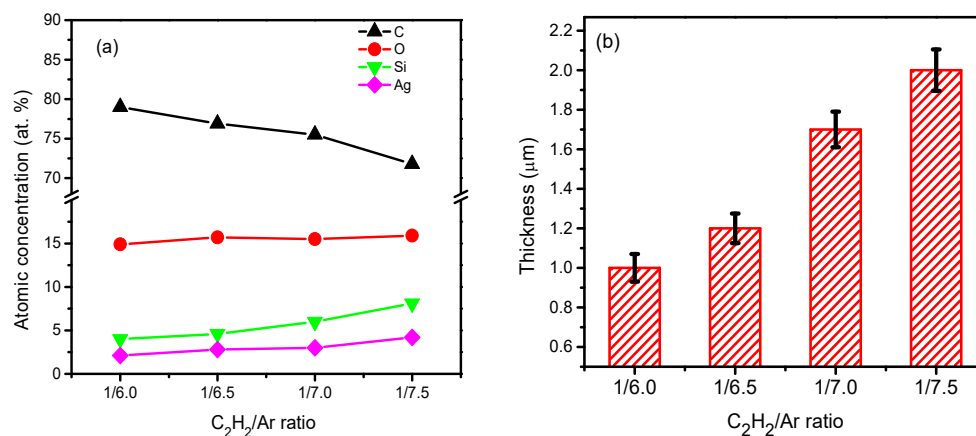 (a)
C
O
Si
Ag
Atomic concentration (at. %)
90
85
80
75
70
15
10
5
0
1/6.0 1/6.5 1/7.0 1/7.5
C₂H₂/Ar ratio
(b)
Thickness (μm)
2.2
2.0
1.8
1.6
1.4
1.2
1.0
0.8
0.6
1/6.0 1/6.5 1/7.0 1/7.5
C₂H₂/Ar ratio